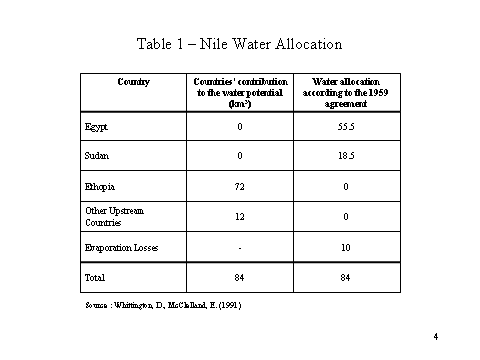 Table 1 – Nile Water Allocation
Country
Countries' contribution
to the water potential
(km³)
Water allocation
according to the 1959
agreement
Egypt 0 55.5
Sudan 0 18.5
Ethopia 72 0
Other Upstream
Countries 12 0
Evaporation Losses - 10
Total 84 84
Source : Whittington, D., McClelland, E. (1991)
4